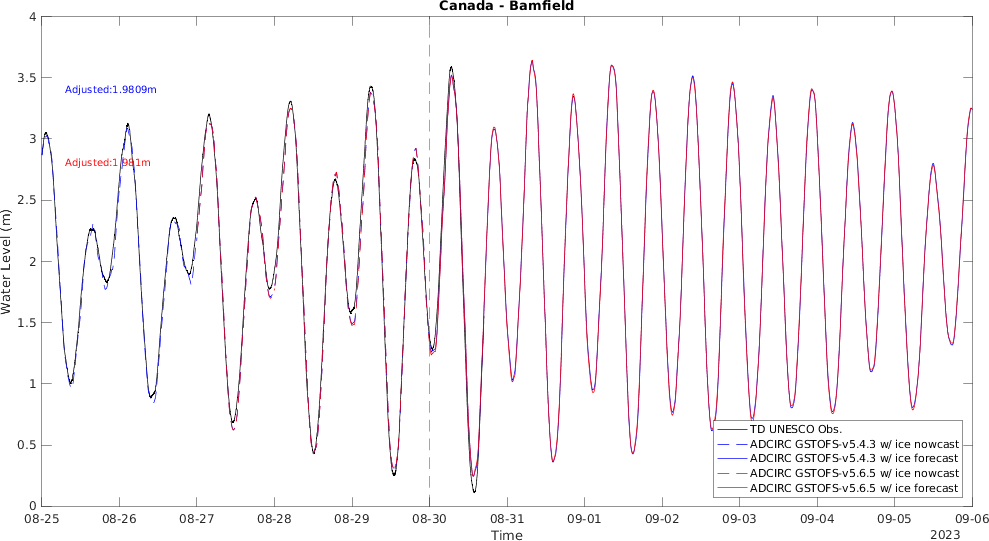 Canada - Bamfield
4
3.5
3
2.5
2
1.5
1
0.5
0
Water Level (m)
Adjusted:1.9809m
Adjusted:1.981m
TD UNESCO Obs.
ADCIRC GSTOFS-v5.4.3 w/ ice nowcast
ADCIRC GSTOFS-v5.4.3 w/ ice forecast
ADCIRC GSTOFS-v5.6.5 w/ ice nowcast
ADCIRC GSTOFS-v5.6.5 w/ ice forecast
08-25 08-26 08-27 08-28 08-29 08-30 08-31 09-01 09-02 09-03 09-04 09-05 09-06
Time
2023